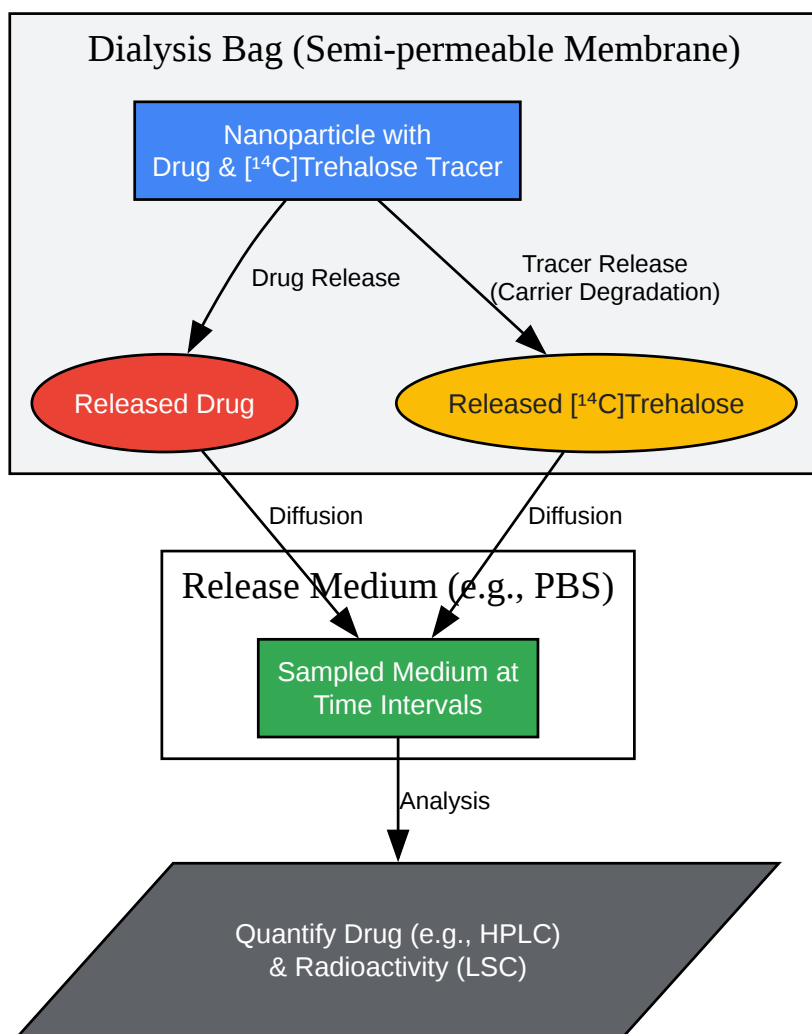 Dialysis Bag (Semi-permeable Membrane)
Nanoparticle with
Drug & [¹⁴C]Trehalose Tracer
Drug Release
Tracer Release
(Carrier Degradation)
Released Drug
Released [¹⁴C]Trehalose
Diffusion
Diffusion
Release Medium (e.g., PBS)
Sampled Medium at
Time Intervals
Analysis
Quantify Drug (e.g., HPLC)
& Radioactivity (LSC)